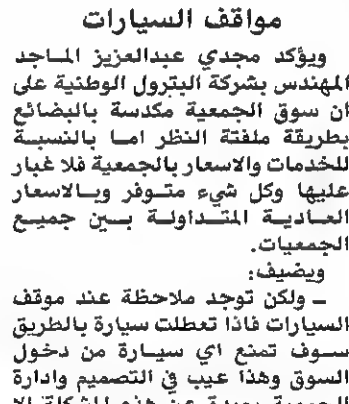 مواقف السيارات
ويؤكد مجدي عبدالعزيز الماجد
المهندس بشركة البترول الوطنية على
ان سوق الجمعية مكدسة بالبضائع
بطريقة ملفتة النظر اما بالنسبة
للخدمات والاسعار بالجمعية فلا غبار
عليها وكل شيء متوفر وبالاسعار
العادية المتداولة بين جميع
الجمعيات.
ويضيف:
ـ ولكن توجد ملاحظة عند موقف
السيارات فاذا تعطلت سيارة بالطريق
سوف تمنع اي سيارة من دخول
السوق وهذا عيب في التصميم وادارة